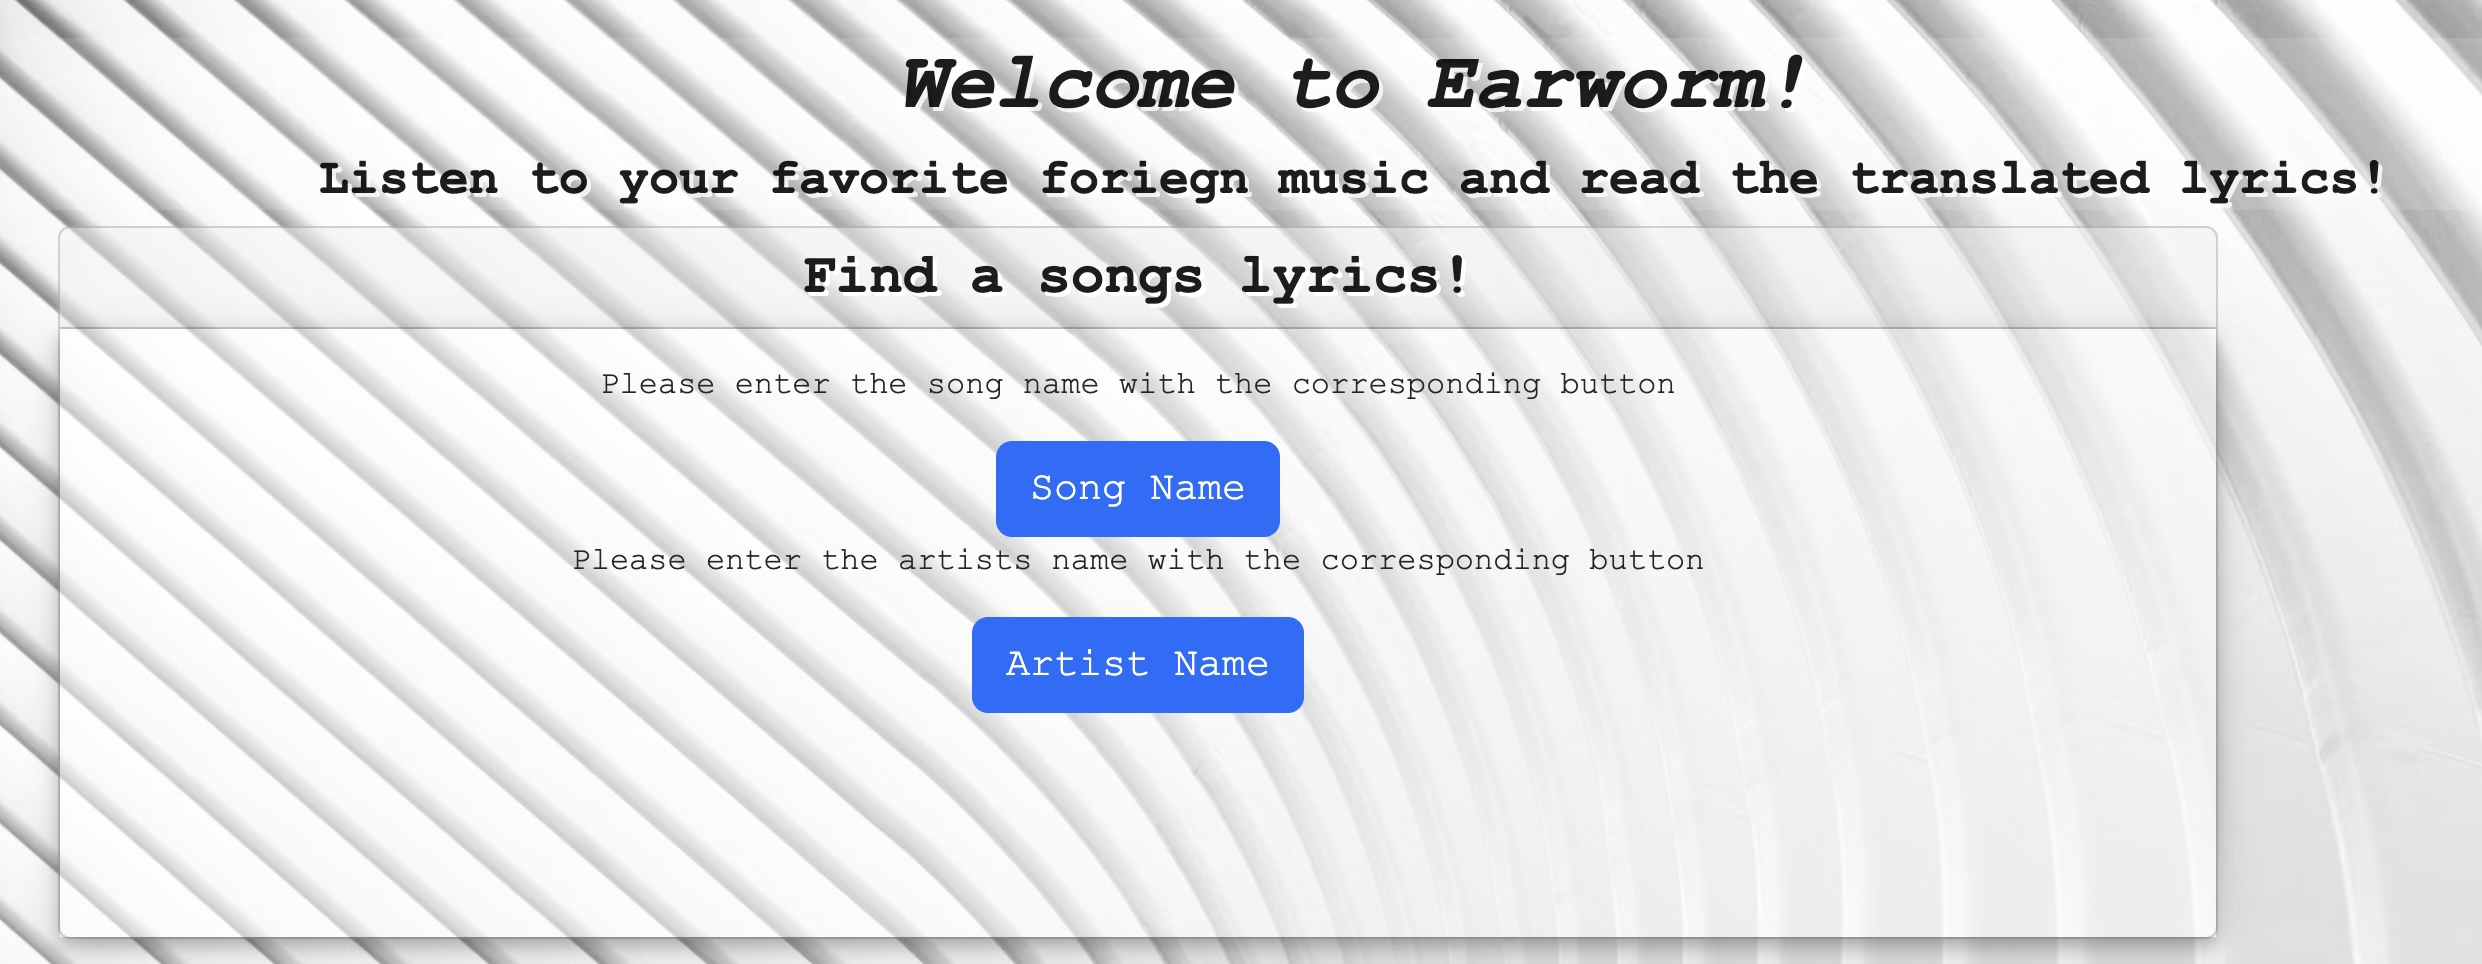 Welcome to Earworm!
Listen to your favorite foriegn music and read the translated lyrics!
Find a songs lyrics!
Please enter the song name with the corresponding button
Song Name
Please enter the artists name with the corresponding button
Artist Name